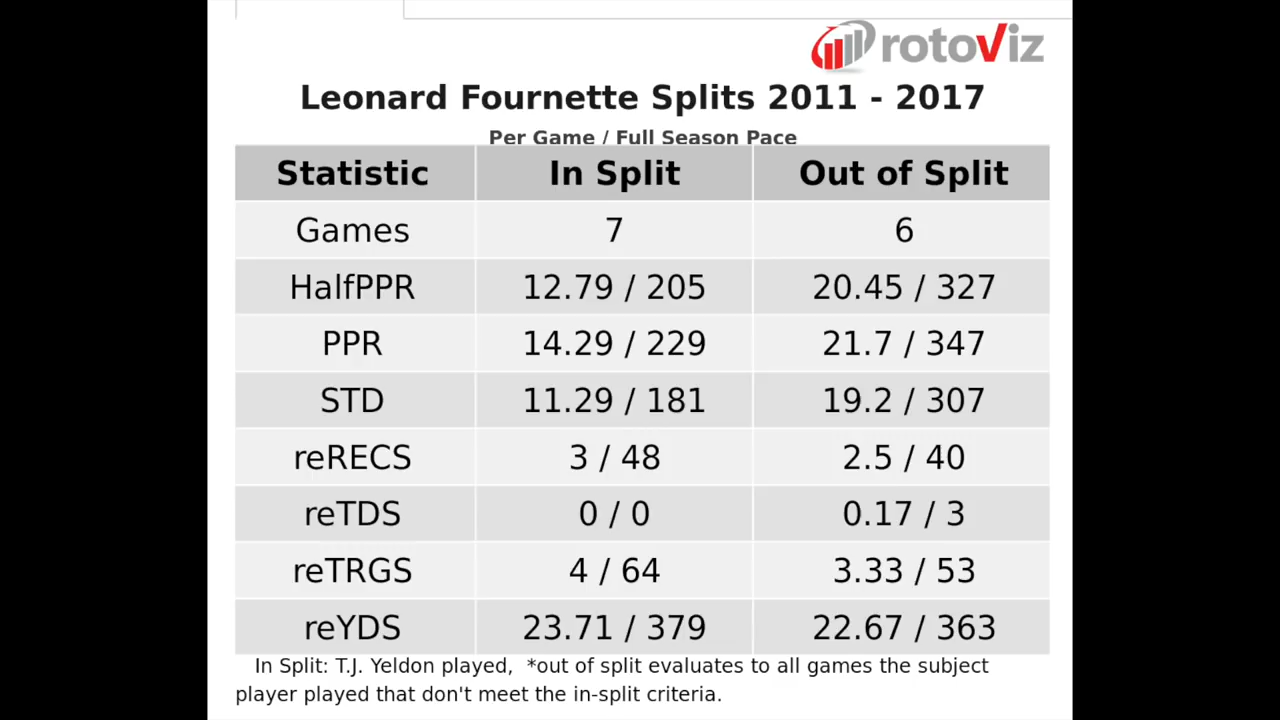 rotoViz
Leonard Fournette Splits 2011 - 2017
Per Game / Full Season Pace
Statistic In Split Out of Split
Games 7 6
HalfPPR 12.79 / 205 20.45 / 327
PPR 14.29 / 229 21.7 / 347
STD 11.29 / 181 19.2 / 307
reRECS 3 / 48 2.5 / 40
reTDS 0 / 0 0.17 / 3
reTRGS 4 / 64 3.33 / 53
reYDS 23.71 / 379 22.67 / 363
In Split: T.J. Yeldon played, *out of split evaluates to all games the subject
player played that don't meet the in-split criteria.